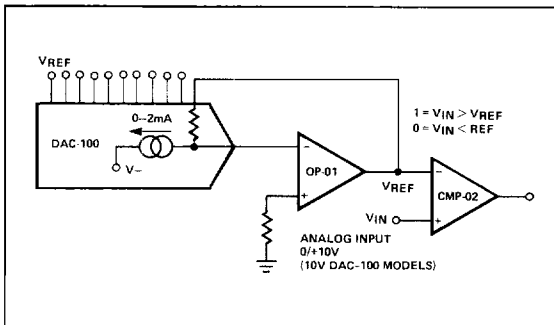 VREF
0–2mA
DAC-100
V–
OP-01
VREF
1 = VIN > VREF
0 = VIN < REF
CMP-02
VIN
ANALOG INPUT
0/+10V
(10V DAC-100 MODELS)